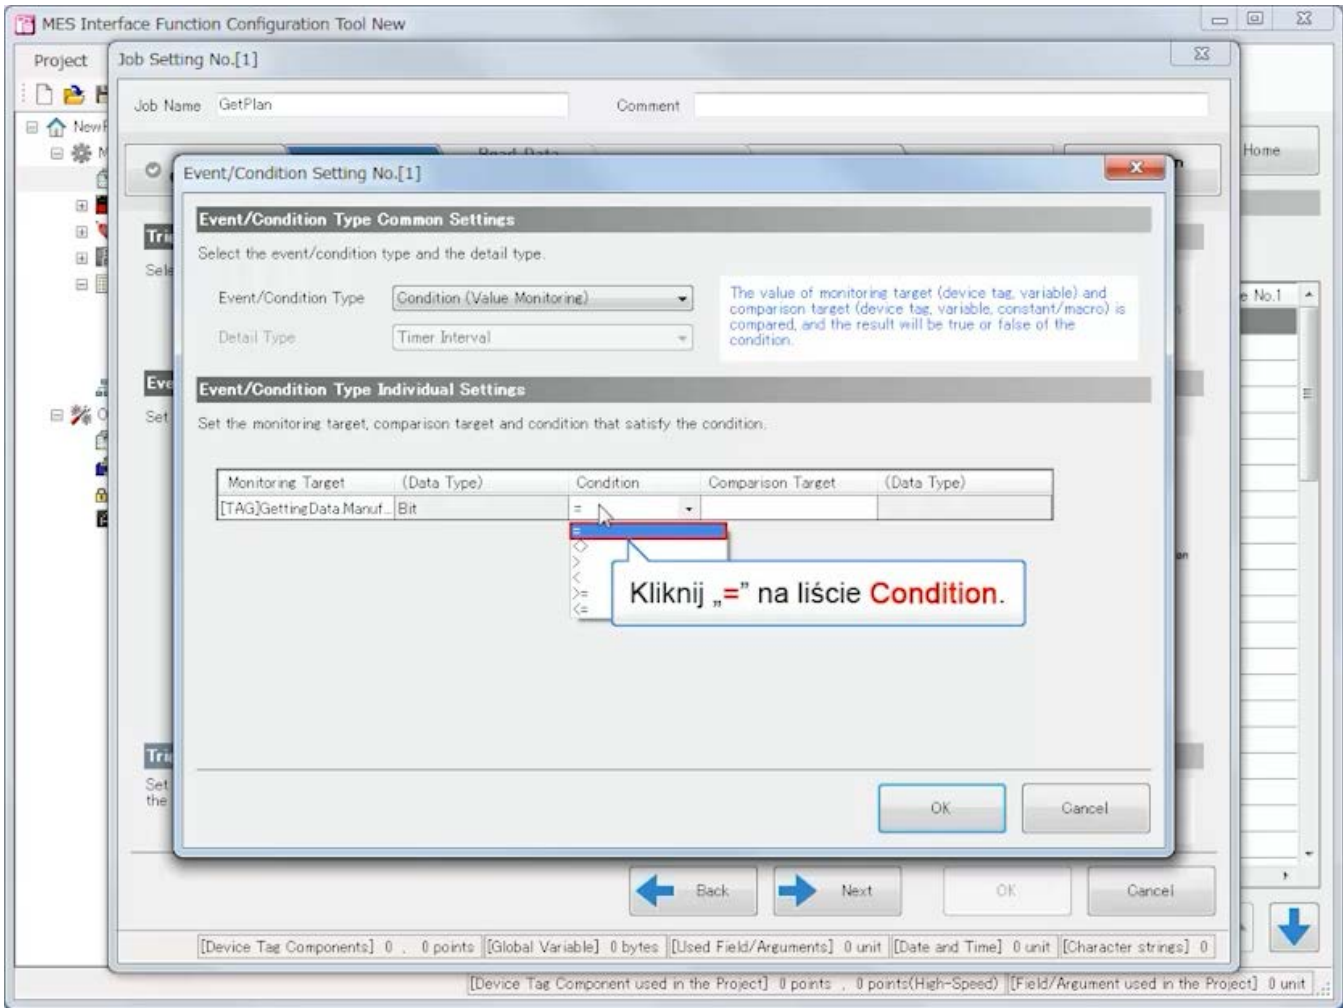 MES Interface Function Configuration Tool New
Project
Job Setting No.[1]
Job Name GetPlan Comment
Home
Event/Condition Setting No.[1]
Event/Condition Type Common Settings
Select the event/condition type and the detail type.
Event/Condition Type Condition (Value Monitoring)
Detail Type Timer Interval
The value of monitoring target (device tag, variable) and
comparison target (device tag, variable, constant/macro) is
compared, and the result will be true or false of the
condition.
Event/Condition Type Individual Settings
Set the monitoring target, comparison target and condition that satisfy the condition.
Monitoring Target (Data Type) Condition Comparison Target (Data Type)
[TAG]GettingData.Manuf... Bit =
=
<>
>
<
>=
<=
Kliknij „=” na liście Condition.
Set
the
OK Cancel
Back Next OK Cancel
[Device Tag Components] 0 , 0 points [Global Variable] 0 bytes [Used Field/Arguments] 0 unit [Date and Time] 0 unit [Character strings] 0
[Device Tag Component used in the Project] 0 points , 0 points(High-Speed) [Field/Argument used in the Project] 0 unit